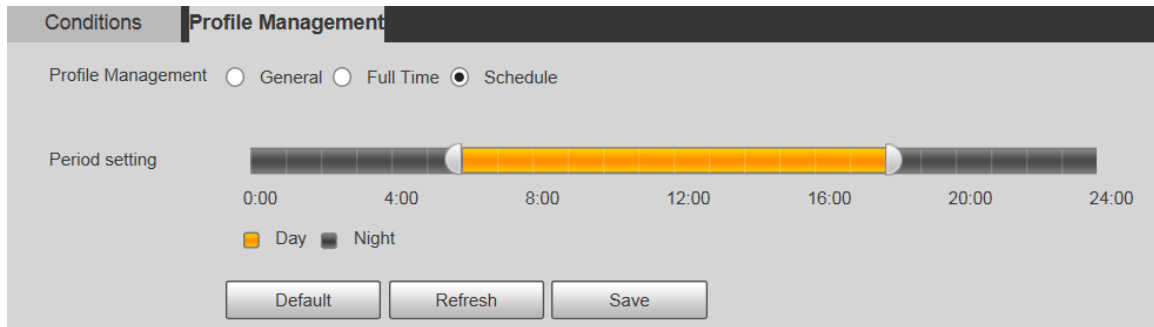 Conditions Profile Management
Profile Management General Full Time Schedule
Period setting
0:00 4:00 8:00 12:00 16:00 20:00 24:00
Day Night
Default Refresh Save